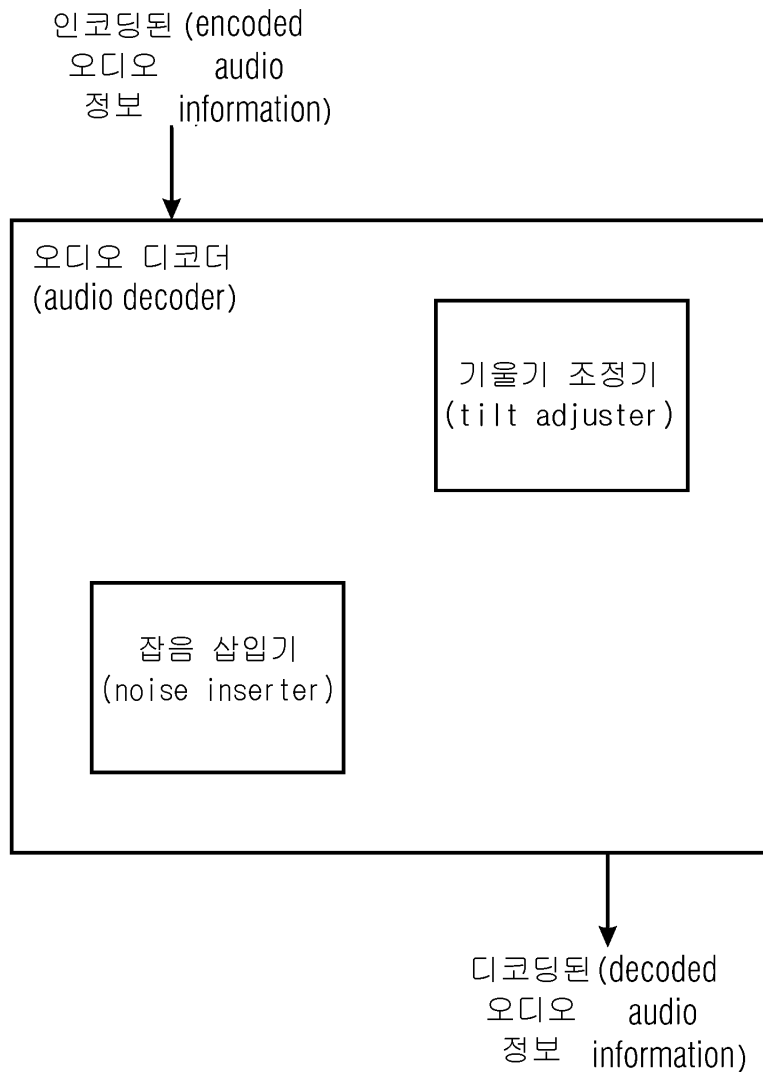 인코딩된 (encoded
오디오 audio
정보 information)
오디오 디코더
(audio decoder)
기울기 조정기
(tilt adjuster)
잡음 삽입기
(noise inserter)
디코딩된 (decoded
오디오 audio
정보 information)